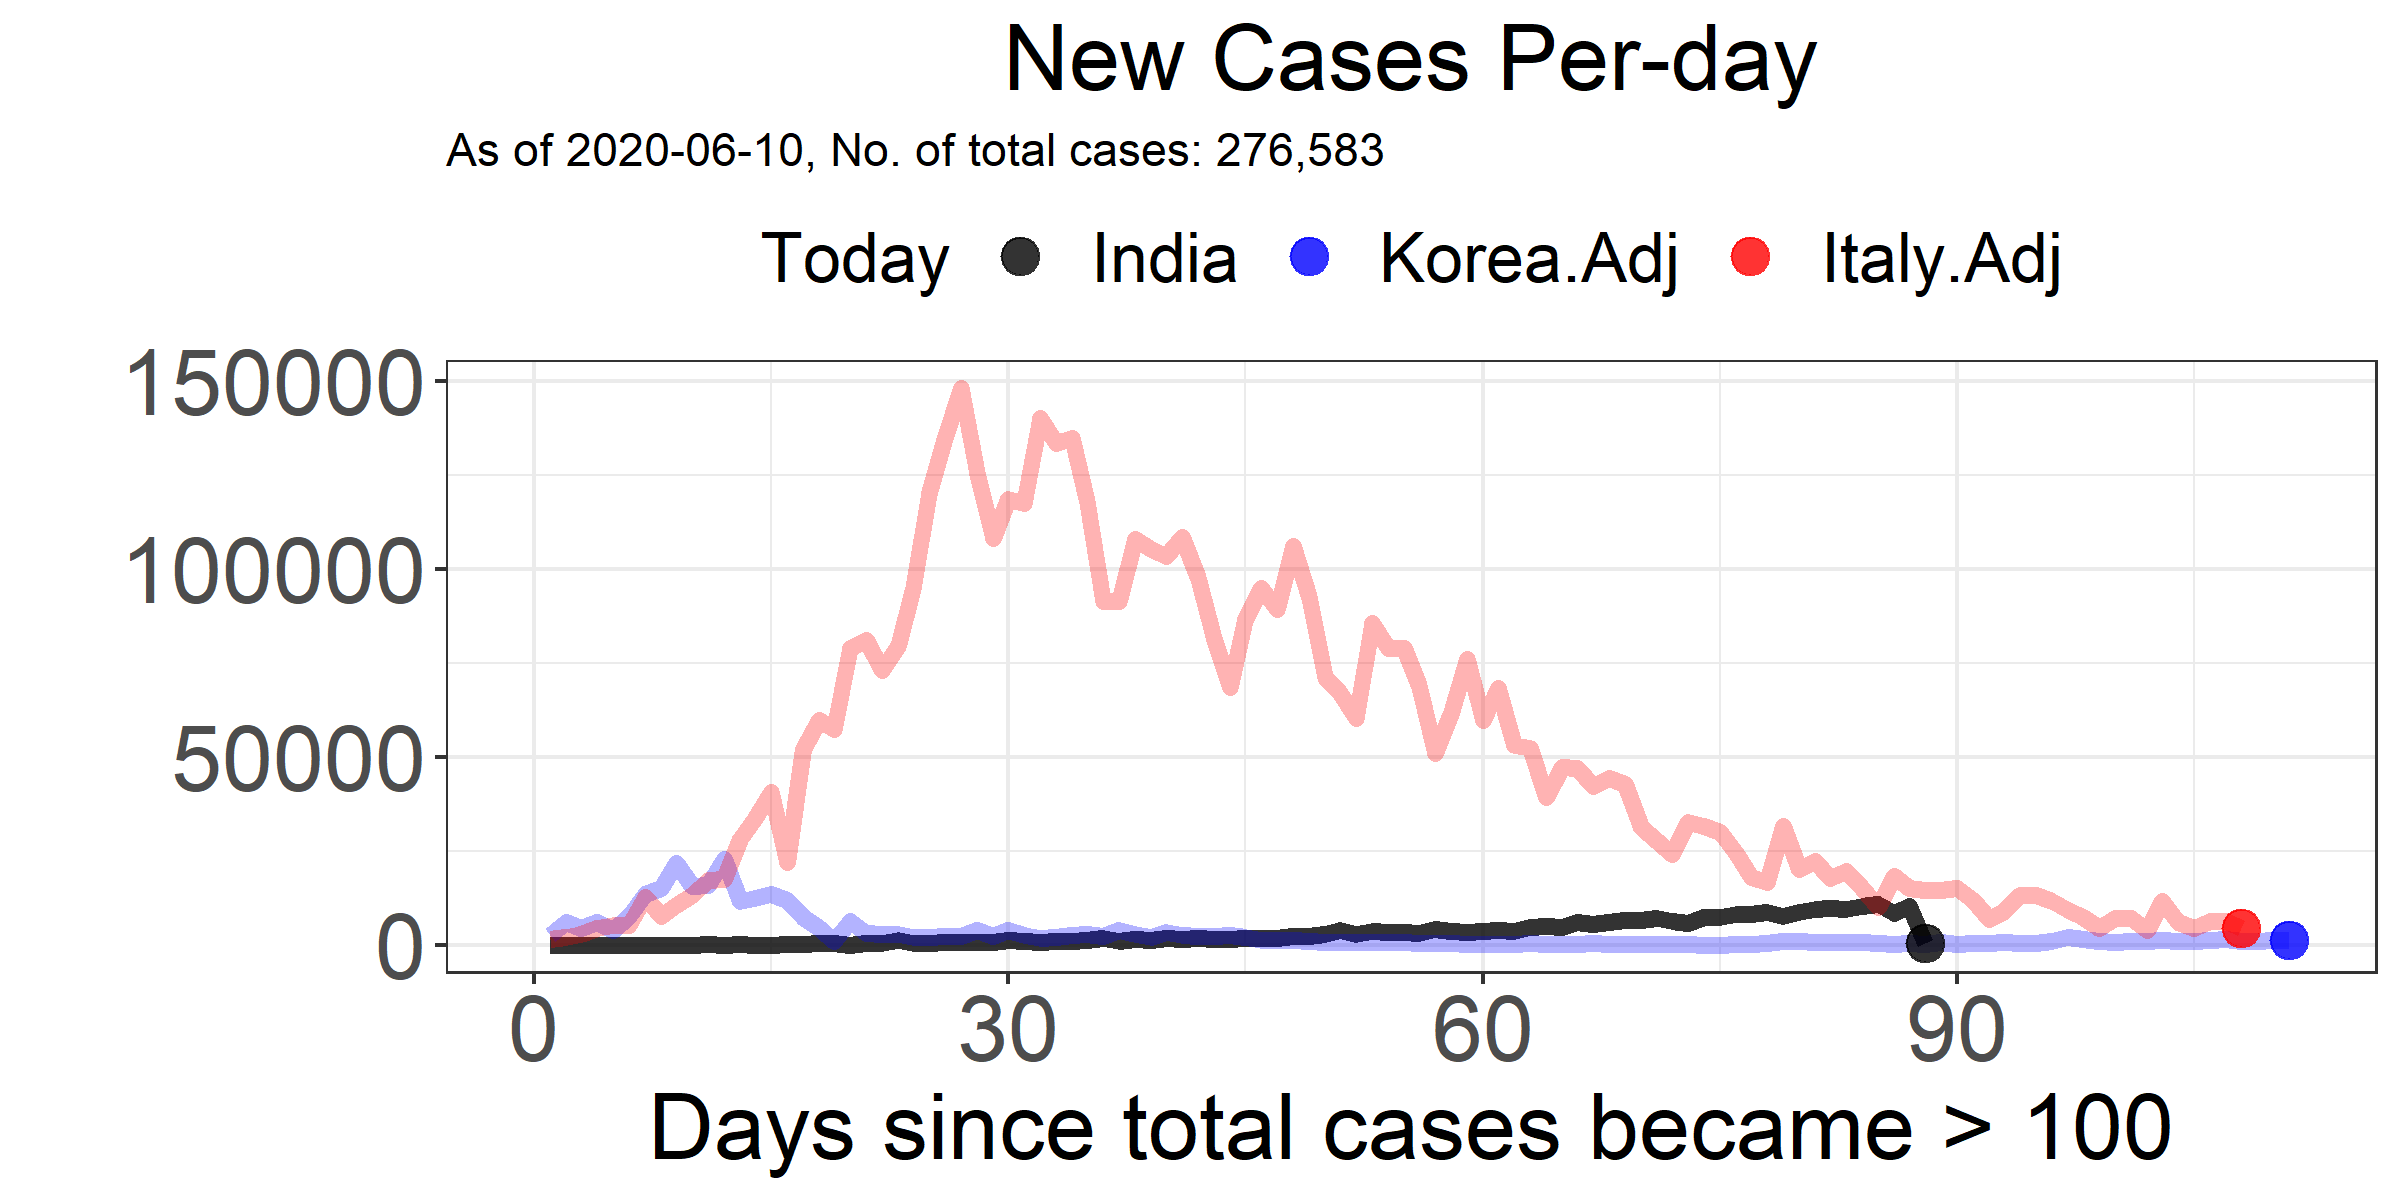 New Cases Per-day
As of 2020-06-10, No. of total cases: 276,583
Today India Korea.Adj Italy.Adj
150000
100000
50000
0
0 30 60 90
Days since total cases became > 100